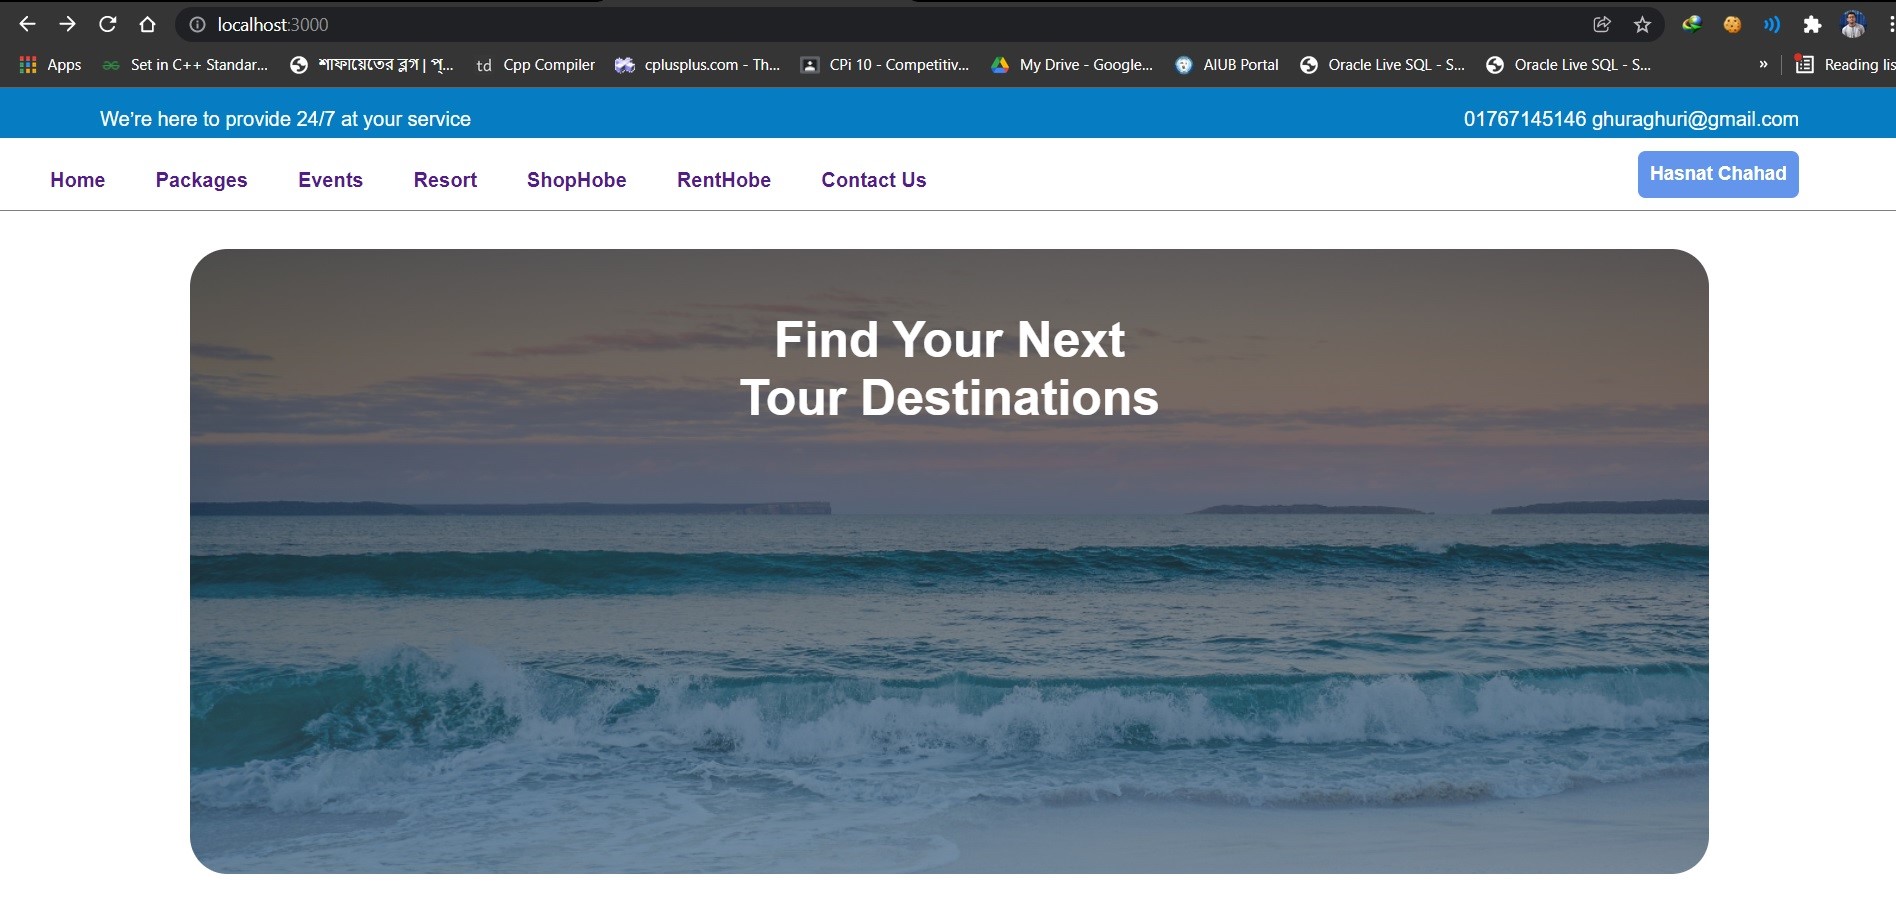 localhost:3000
Apps Set in C++ Standar... শাফায়েতের ব্লগ | প্... td Cpp Compiler cplusplus.com - Th... CPi 10 - Competitiv... My Drive - Google... AIUB Portal Oracle Live SQL - S... Oracle Live SQL - S... » Reading lis
We’re here to provide 24/7 at your service 01767145146 ghuraghuri@gmail.com
Home Packages Events Resort ShopHobe RentHobe Contact Us Hasnat Chahad
Find Your Next
Tour Destinations